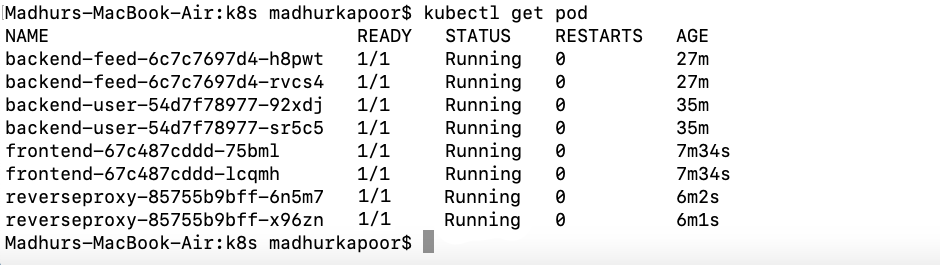 Madhurs-MacBook-Air:k8s madhurkapoor$ kubectl get pod
NAME                            READY   STATUS    RESTARTS   AGE
backend-feed-6c7c7697d4-h8pwt   1/1     Running   0          27m
backend-feed-6c7c7697d4-rvcs4   1/1     Running   0          27m
backend-user-54d7f78977-92xdj   1/1     Running   0          35m
backend-user-54d7f78977-sr5c5   1/1     Running   0          35m
frontend-67c487cddd-75bml       1/1     Running   0          7m34s
frontend-67c487cddd-lcqmh       1/1     Running   0          7m34s
reverseproxy-85755b9bff-6n5m7   1/1     Running   0          6m2s
reverseproxy-85755b9bff-x96zn   1/1     Running   0          6m1s
Madhurs-MacBook-Air:k8s madhurkapoor$